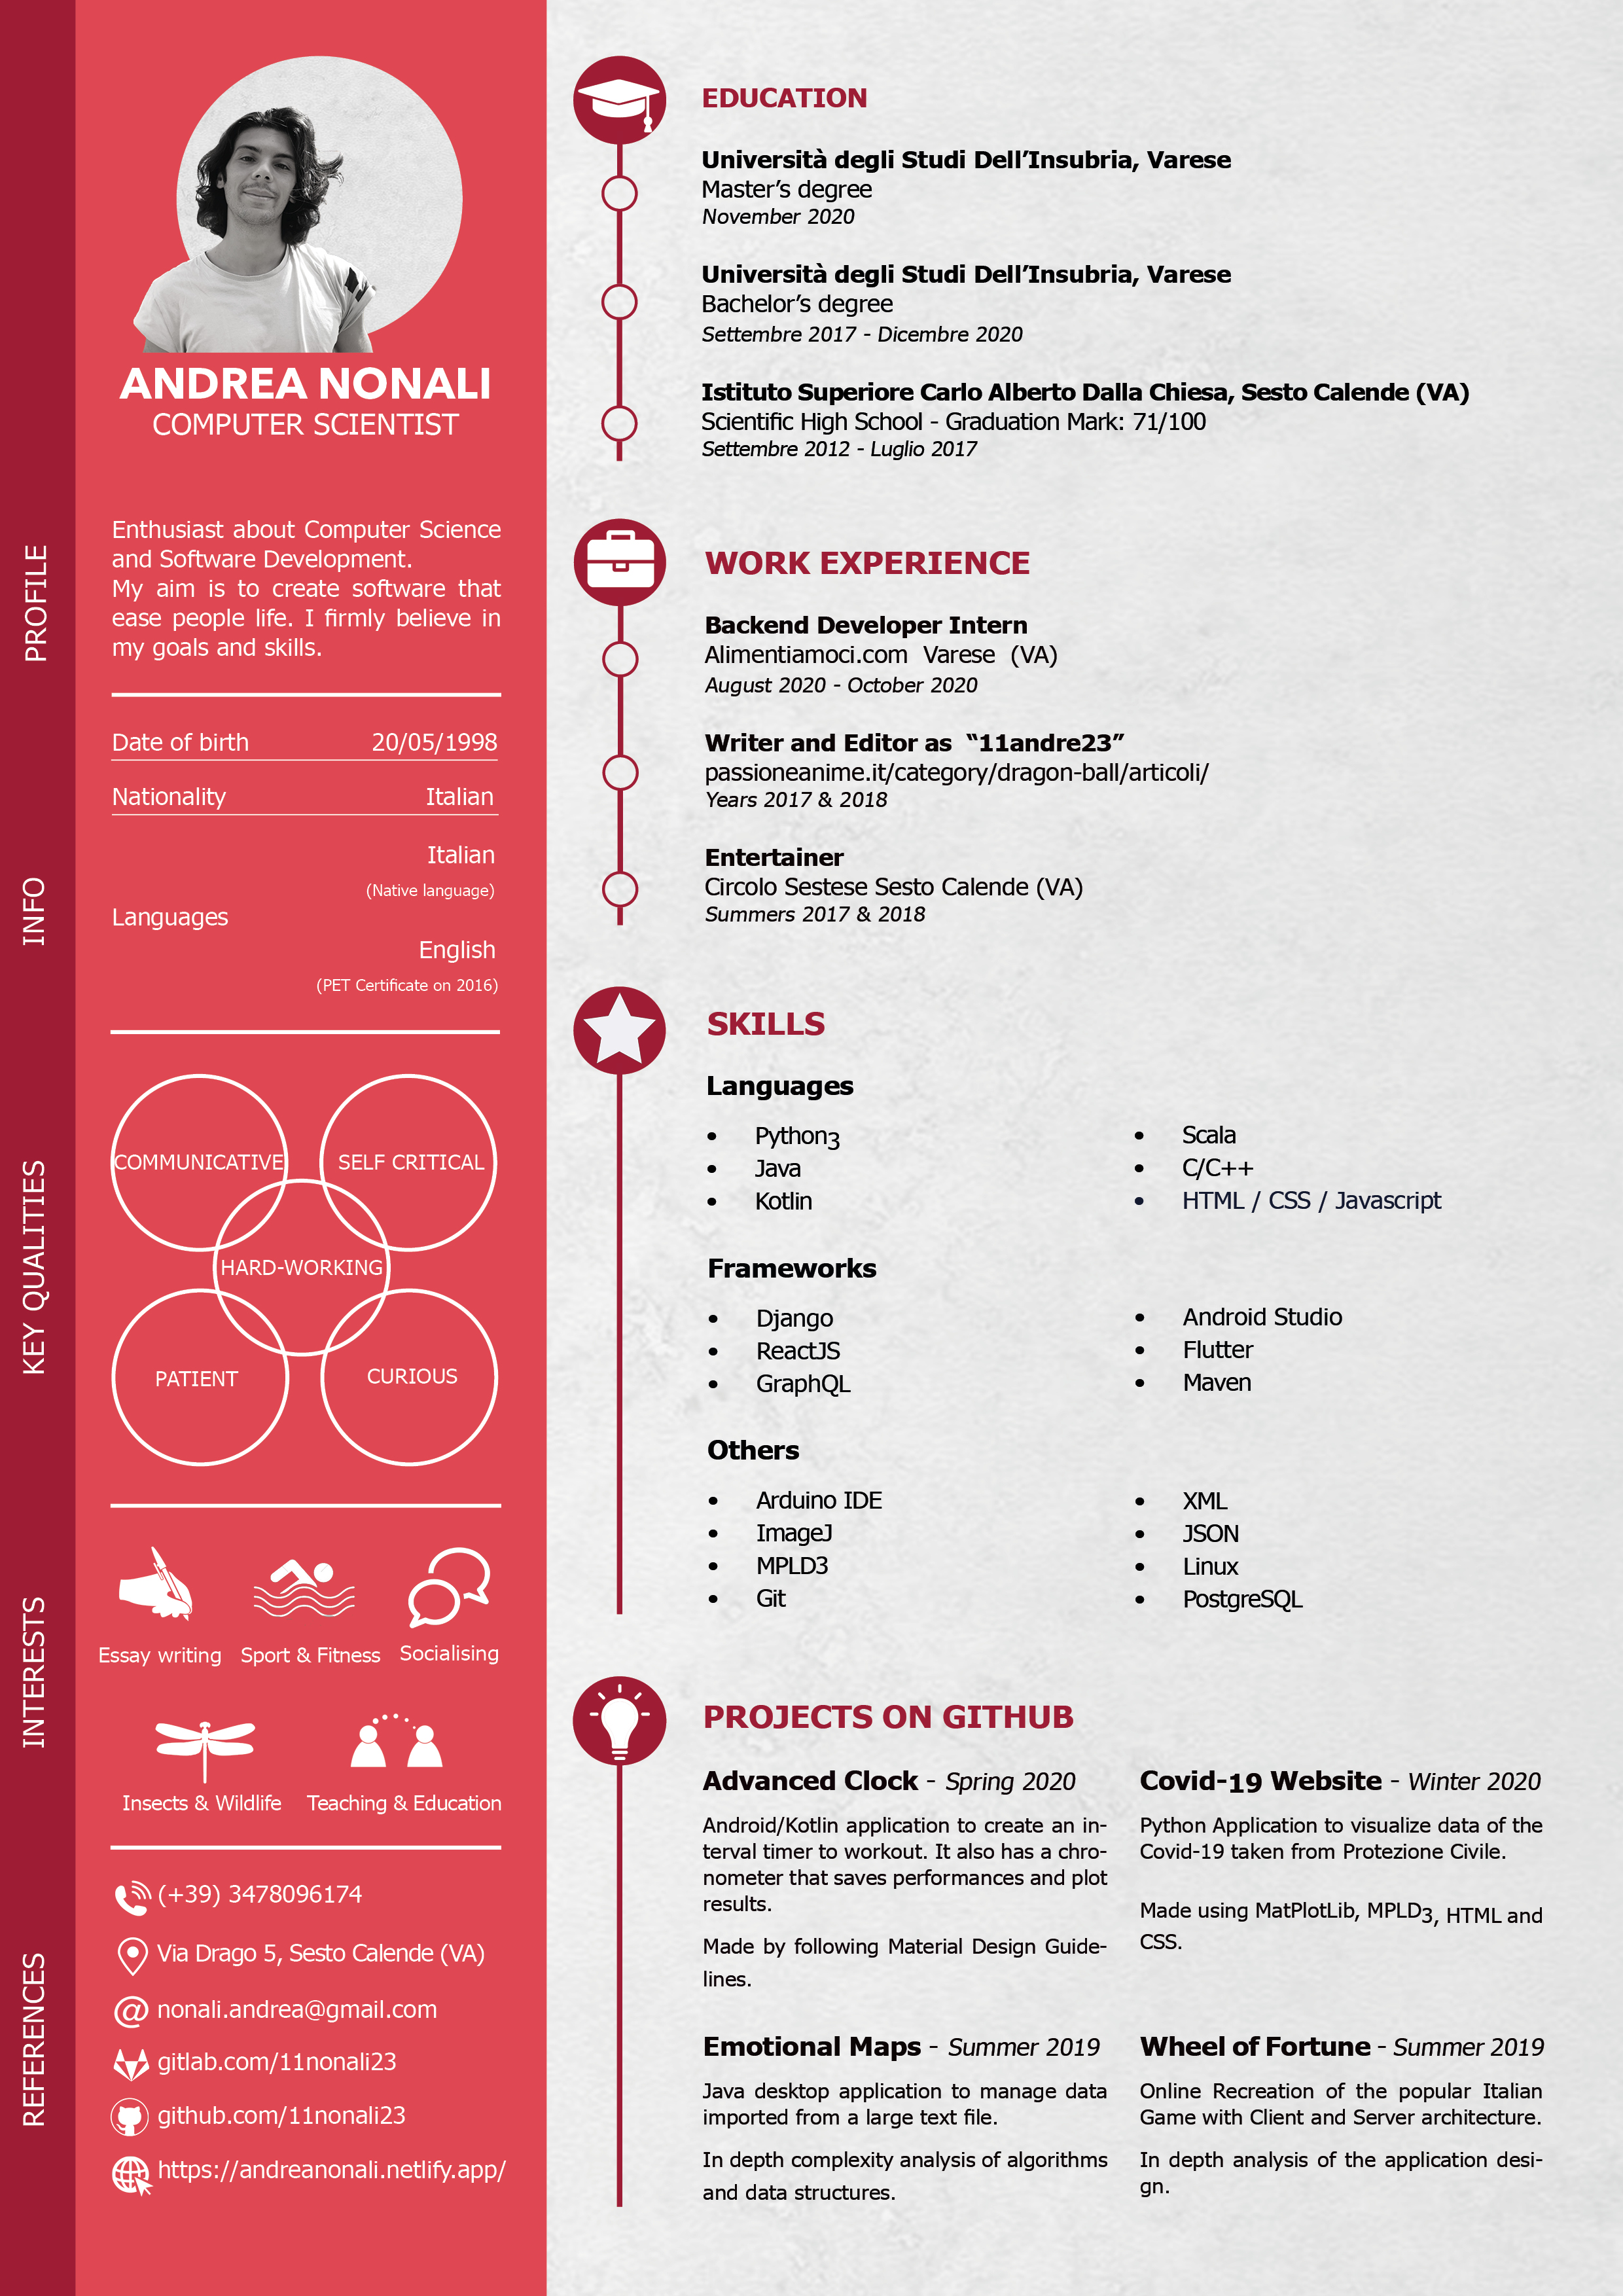 ANDREA NONALI
COMPUTER SCIENTIST
PROFILE
Enthusiast about Computer Science
and Software Development.
My aim is to create software that
ease people life. I firmly believe in
my goals and skills.
INFO
Date of birth 20/05/1998
Nationality Italian
Languages
Italian
(Native language)
English
(PET Certificate on 2016)
KEY QUALITIES
COMMUNICATIVE
SELF CRITICAL
HARD-WORKING
PATIENT
CURIOUS
INTERESTS
Essay writing
Sport & Fitness
Socialising
Insects & Wildlife
Teaching & Education
REFERENCES
(+39) 3478096174
Via Drago 5, Sesto Calende (VA)
nonali.andrea@gmail.com
gitlab.com/11nonali23
github.com/11nonali23
https://andreanonali.netlify.app/
EDUCATION
Università degli Studi Dell'Insubria, Varese
Master's degree
November 2020
Università degli Studi Dell'Insubria, Varese
Bachelor's degree
Settembre 2017 - Dicembre 2020
Istituto Superiore Carlo Alberto Dalla Chiesa, Sesto Calende (VA)
Scientific High School - Graduation Mark: 71/100
Settembre 2012 - Luglio 2017
WORK EXPERIENCE
Backend Developer Intern
Alimentiamoci.com Varese (VA)
August 2020 - October 2020
Writer and Editor as “11andre23”
passioneanime.it/category/dragon-ball/articoli/
Years 2017 & 2018
Entertainer
Circolo Sestese Sesto Calende (VA)
Summers 2017 & 2018
SKILLS
Languages
• Python3
• Java
• Kotlin
• Scala
• C/C++
• HTML / CSS / Javascript
Frameworks
• Django
• ReactJS
• GraphQL
• Android Studio
• Flutter
• Maven
Others
• Arduino IDE
• ImageJ
• MPLD3
• Git
• XML
• JSON
• Linux
• PostgreSQL
PROJECTS ON GITHUB
Advanced Clock - Spring 2020
Android/Kotlin application to create an in-
terval timer to workout. It also has a chro-
nometer that saves performances and plot
results.
Made by following Material Design Guide-
lines.
Covid-19 Website - Winter 2020
Python Application to visualize data of the
Covid-19 taken from Protezione Civile.
Made using MatPlotLib, MPLD3, HTML and
CSS.
Emotional Maps - Summer 2019
Java desktop application to manage data
imported from a large text file.
In depth complexity analysis of algorithms
and data structures.
Wheel of Fortune - Summer 2019
Online Recreation of the popular Italian
Game with Client and Server architecture.
In depth analysis of the application desi-
gn.